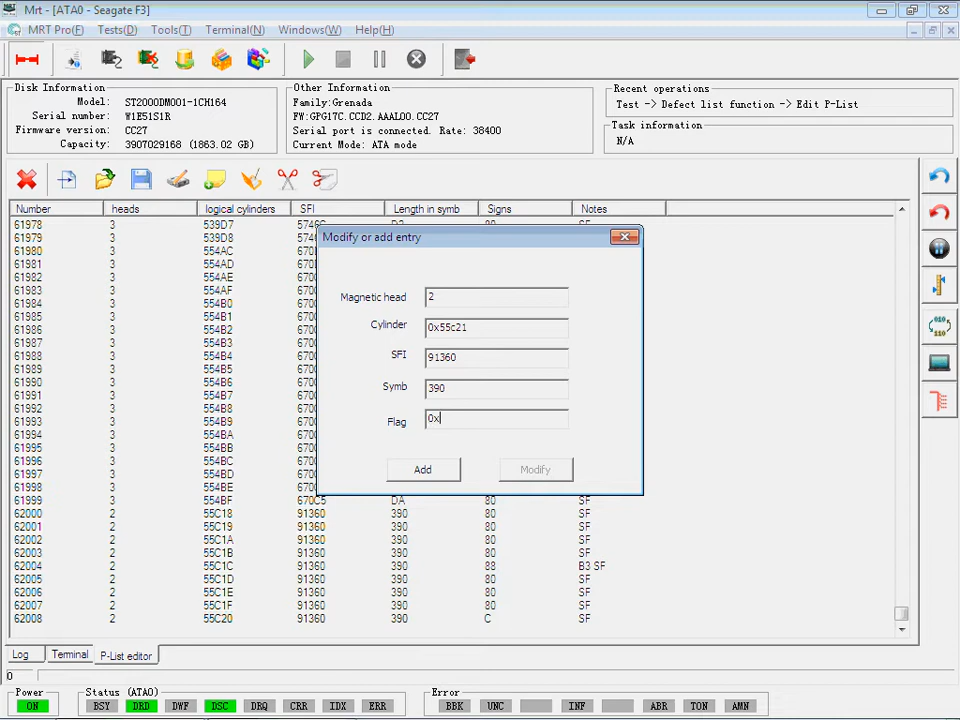 Mrt - [ATA0 - Seagate F3]
MRT Pro(F) Tests(D) Tools(T) Terminal(N) Windows(W) Help(H)
Disk Information
Model: ST2000DM001-1CH164
Serial number: W1E51S1R
Firmware version: CC27
Capacity: 3907029168 (1863.02 GB)
Other Information
Family:Grenada
FW:GPG17C.CCD2.AAAL00.CC27
Serial port is connected. Rate: 38400
Current Mode: ATA mode
Recent operations
Test -> Defect list function -> Edit P-List
Task information
N/A
Number heads logical cylinders SFI Length in symb Signs Notes
61978 3 539D7
61979 3 539D8
61980 3 554AC
61981 3 554AD
61982 3 554AE
61983 3 554AF
61984 3 554B0
61985 3 554B1
61986 3 554B2
61987 3 554B3
61988 3 554B4
61989 3 554B5
61990 3 554B6
61991 3 554B7
61992 3 554B8
61993 3 554B9
61994 3 554BA
61995 3 554BB
61996 3 554BC
61997 3 554BD
61998 3 554BE
61999 3 554BF 670C5 DA 80 SF
62000 2 55C18 91360 390 80 SF
62001 2 55C19 91360 390 80 SF
62002 2 55C1A 91360 390 80 SF
62003 2 55C1B 91360 390 80 SF
62004 2 55C1C 91360 390 88 B3 SF
62005 2 55C1D 91360 390 80 SF
62006 2 55C1E 91360 390 80 SF
62007 2 55C1F 91360 390 80 SF
62008 2 55C20 91360 390 C SF
Modify or add entry
Magnetic head 2
Cylinder 0x55c21
SFI 91360
Symb 390
Flag 0x
Add Modify
Log Terminal P-List editor
0
Power
ON
Status (ATA0)
BSY DRD DWF DSC DRQ CRR IDX ERR
Error
BBK UNC INF ABR TON AMN